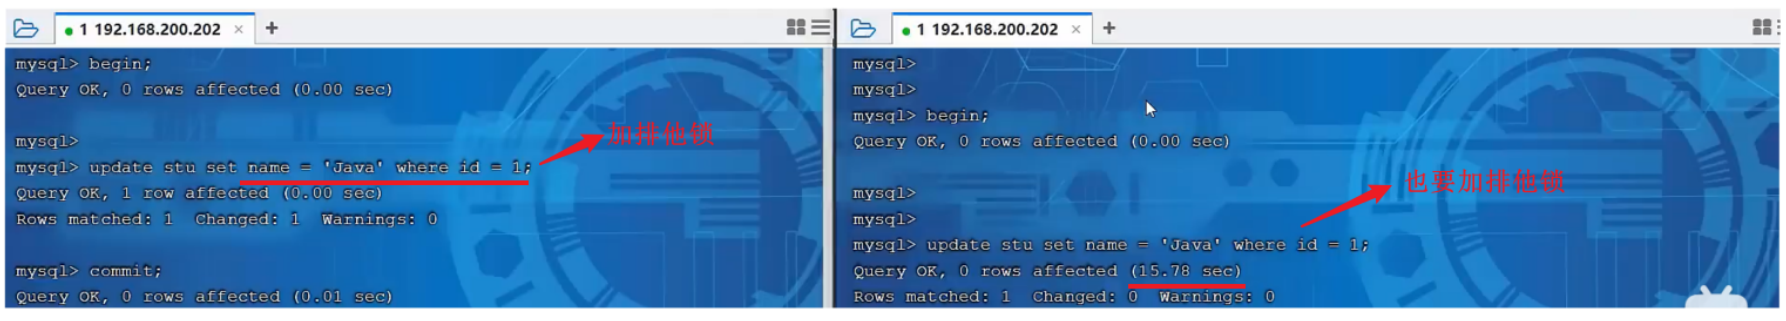 1 192.168.200.202 × +
mysql> begin;
Query OK, 0 rows affected (0.00 sec)
mysql>
加排他锁
mysql> update stu set name = 'Java' where id = 1;
Query OK, 1 row affected (0.00 sec)
Rows matched: 1  Changed: 1  Warnings: 0
mysql> commit;
Query OK, 0 rows affected (0.01 sec)
1 192.168.200.202 × +
mysql>
mysql>
mysql> begin;
Query OK, 0 rows affected (0.00 sec)
mysql>
也要加排他锁
mysql>
mysql> update stu set name = 'Java' where id = 1;
Query OK, 0 rows affected (15.78 sec)
Rows matched: 1  Changed: 0  Warnings: 0